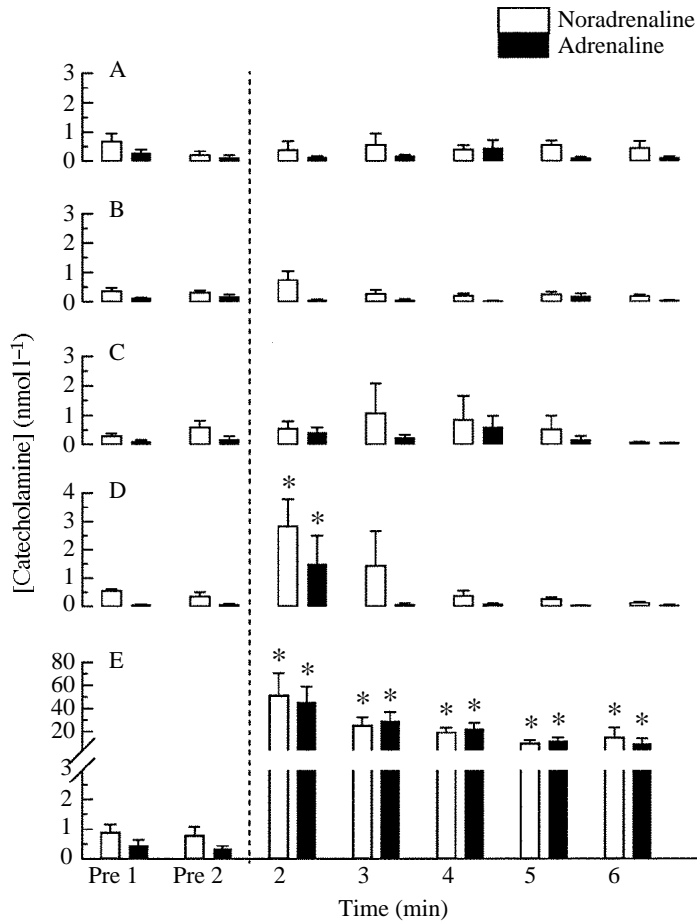 Noradrenaline
Adrenaline
A
3
2
1
0
B
3
2
1
0
C
3
2
1
0
D
* *
4
3
2
1
0
E
* * * * * * * * * *
80
60
40
20
3
2
1
0
[Catecholamine] (nmol l⁻¹)
Pre 1 Pre 2 2 3 4 5 6
Time (min)